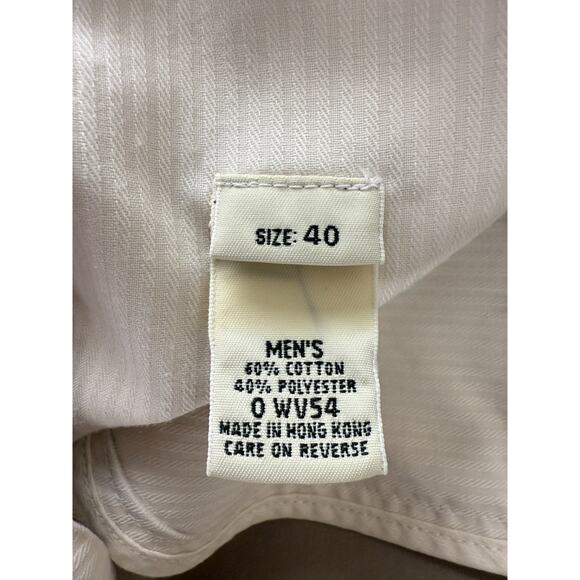 SIZE: 40
MEN'S
60% COTTON
40% POLYESTER
0 WV54
MADE IN HONG KONG
CARE ON REVERSE